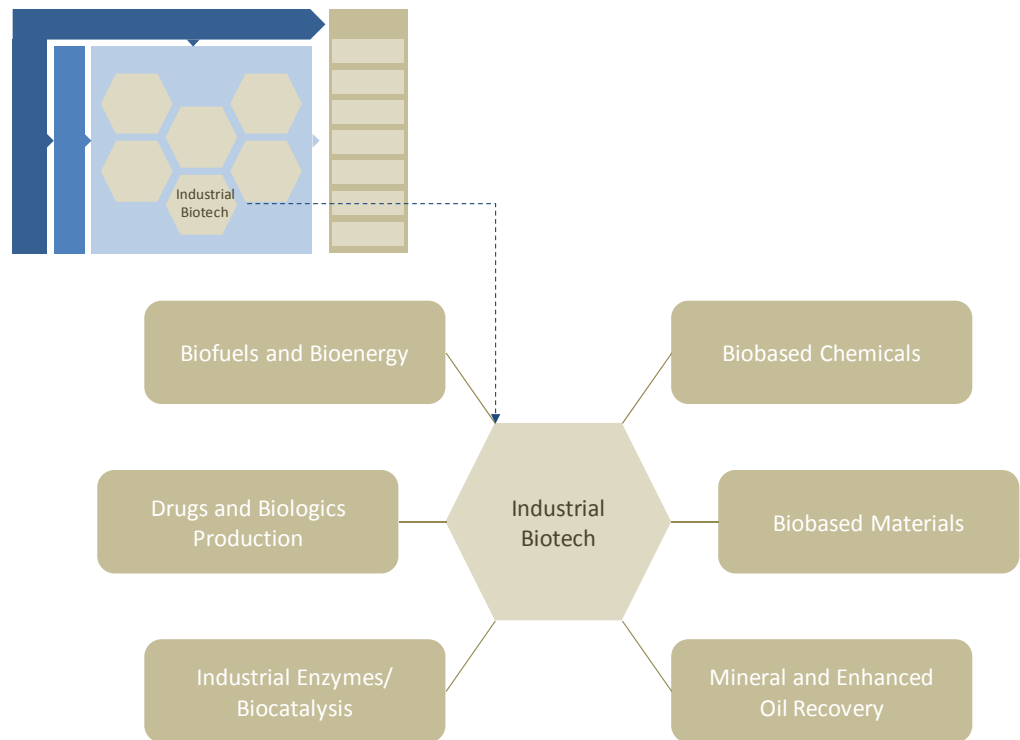 Industrial
Biotech
Biofuels and Bioenergy
Biobased Chemicals
Drugs and Biologics
Production
Industrial
Biotech
Biobased Materials
Industrial Enzymes/
Biocatalysis
Mineral and Enhanced
Oil Recovery